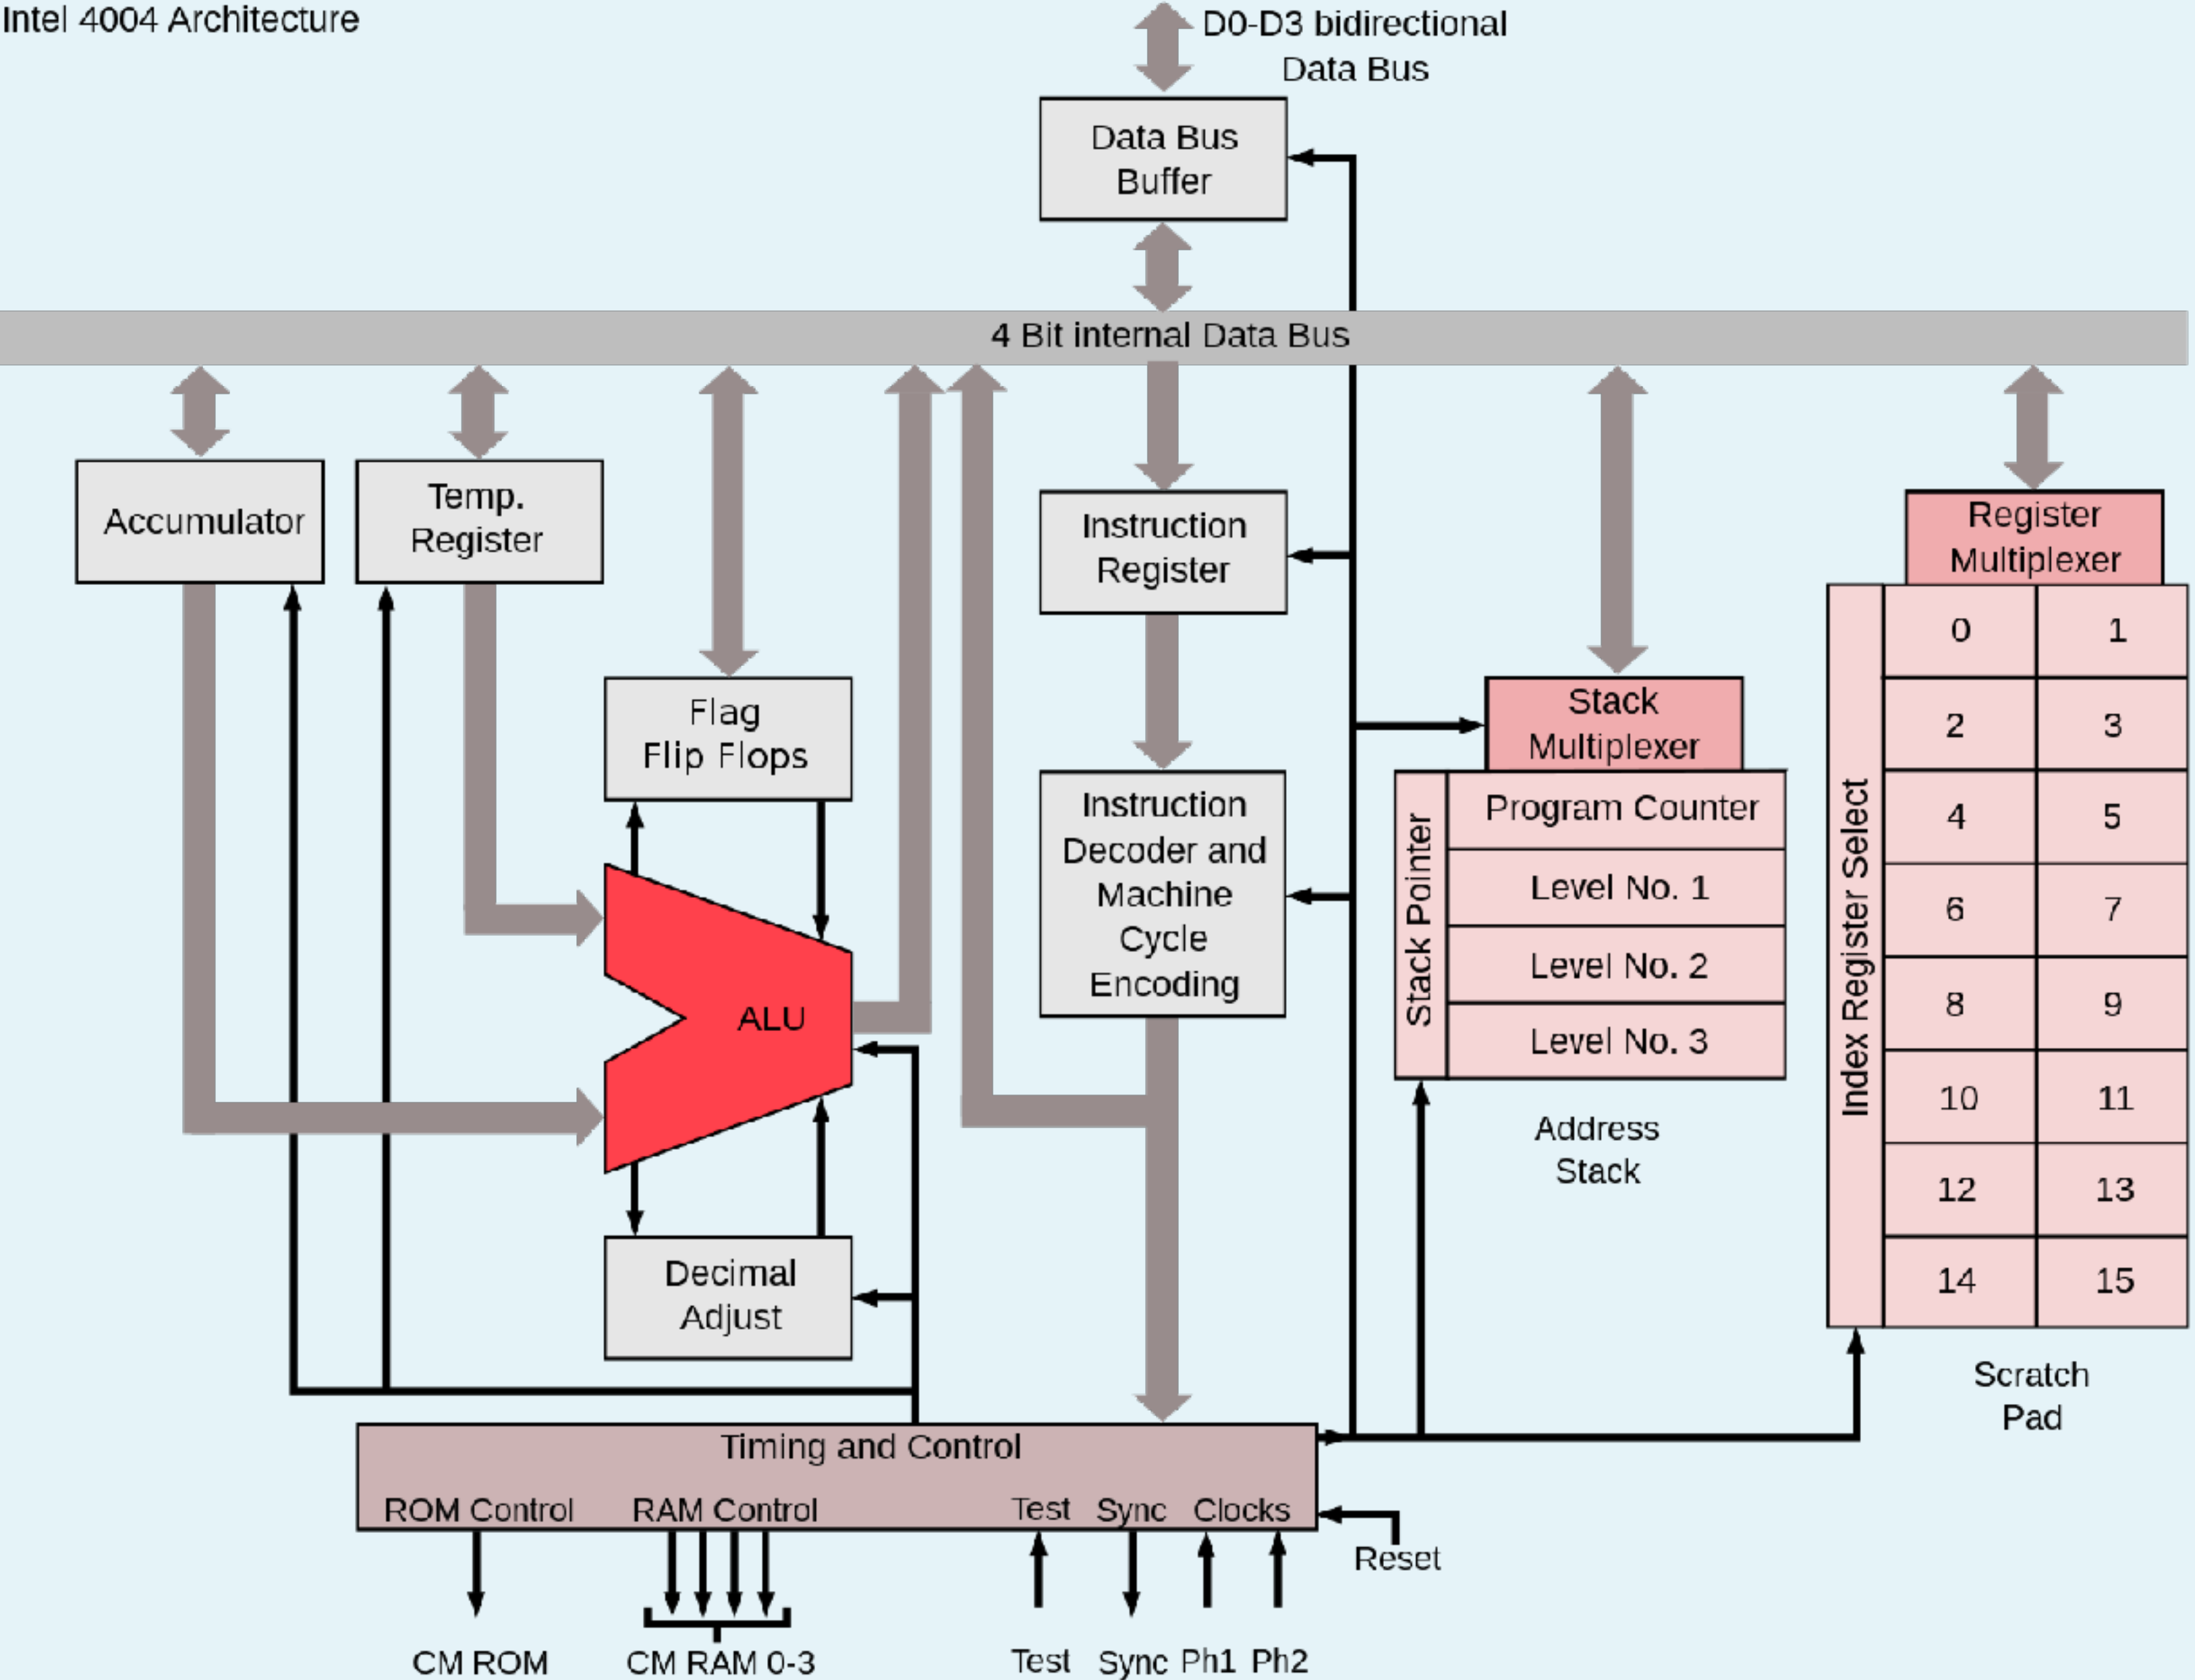 Intel 4004 Architecture
D0-D3 bidirectional
Data Bus
Data Bus
Buffer
4 Bit internal Data Bus
Accumulator
Temp.
Register
Instruction
Register
Register
Multiplexer
Flag
Flip Flops
Stack
Multiplexer
Instruction
Decoder and
Machine
Cycle
Encoding
Stack Pointer
Program Counter
Level No. 1
Level No. 2
Level No. 3
Address
Stack
Index Register Select
0 1
2 3
4 5
6 7
8 9
10 11
12 13
14 15
Scratch
Pad
ALU
Decimal
Adjust
Timing and Control
ROM Control RAM Control Test Sync Clocks
Reset
CM ROM CM RAM 0-3 Test Sync Ph1 Ph2